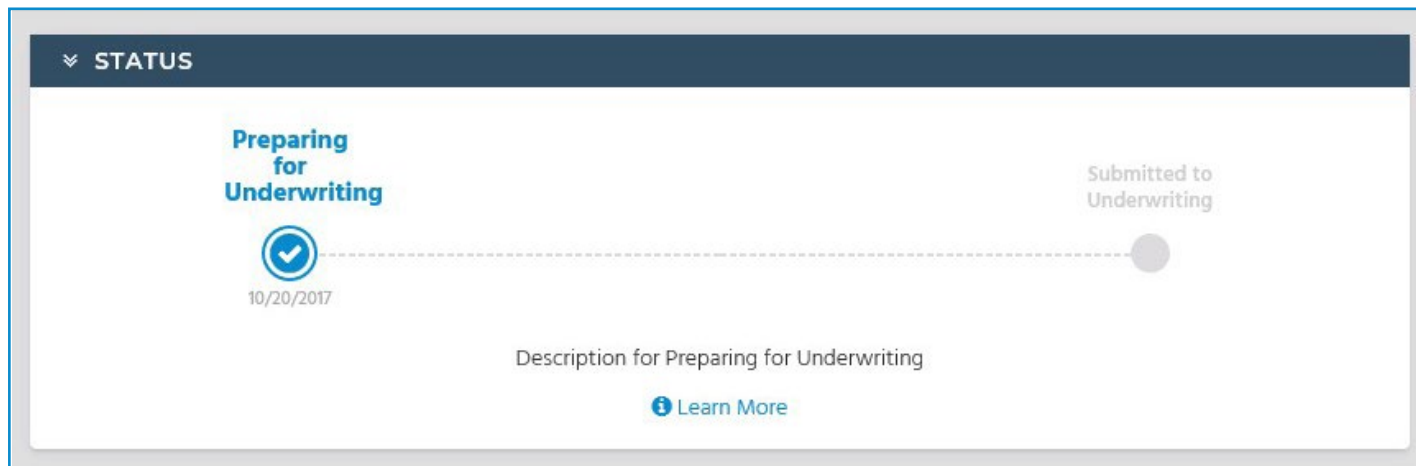 STATUS
Preparing
for
Underwriting
Submitted to
Underwriting
10/20/2017
Description for Preparing for Underwriting
Learn More